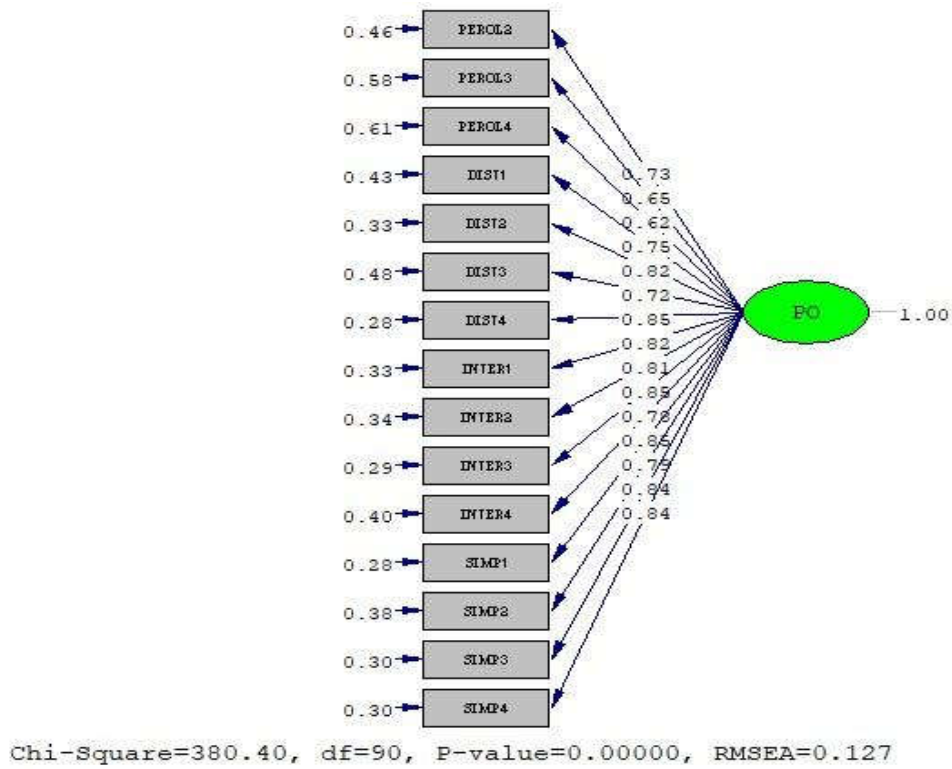 0.46 PEROL2
0.58 PEROL3
0.61 PEROL4
0.43 DIST1
0.33 DIST2
0.48 DIST3
0.28 DIST4
0.33 INTER1
0.34 INTER2
0.29 INTER3
0.40 INTER4
0.28 SIMP1
0.38 SIMP2
0.30 SIMP3
0.30 SIMP4
0.73
0.65
0.62
0.75
0.82
0.72
0.85
0.82
0.81
0.85
0.78
0.85
0.79
0.84
0.84
PO 1.00
Chi-Square=380.40, df=90, P-value=0.00000, RMSEA=0.127